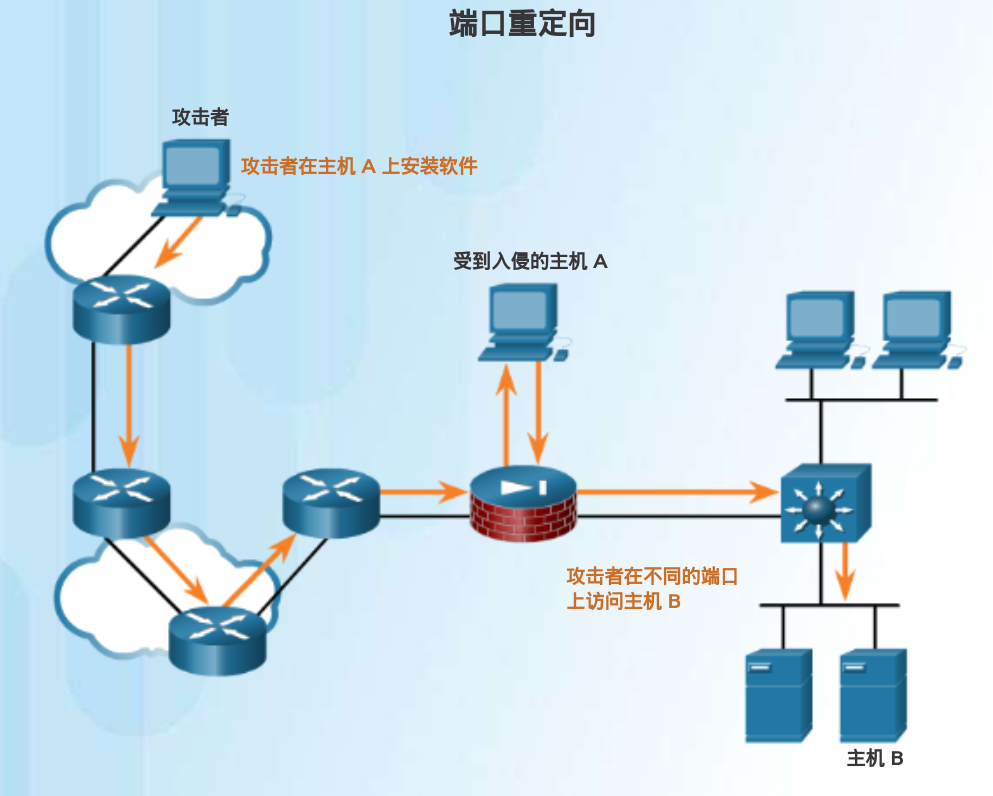 端口重定向
攻击者
攻击者在主机 A 上安装软件
受到入侵的主机 A
攻击者在不同的端口
上访问主机 B
主机 B